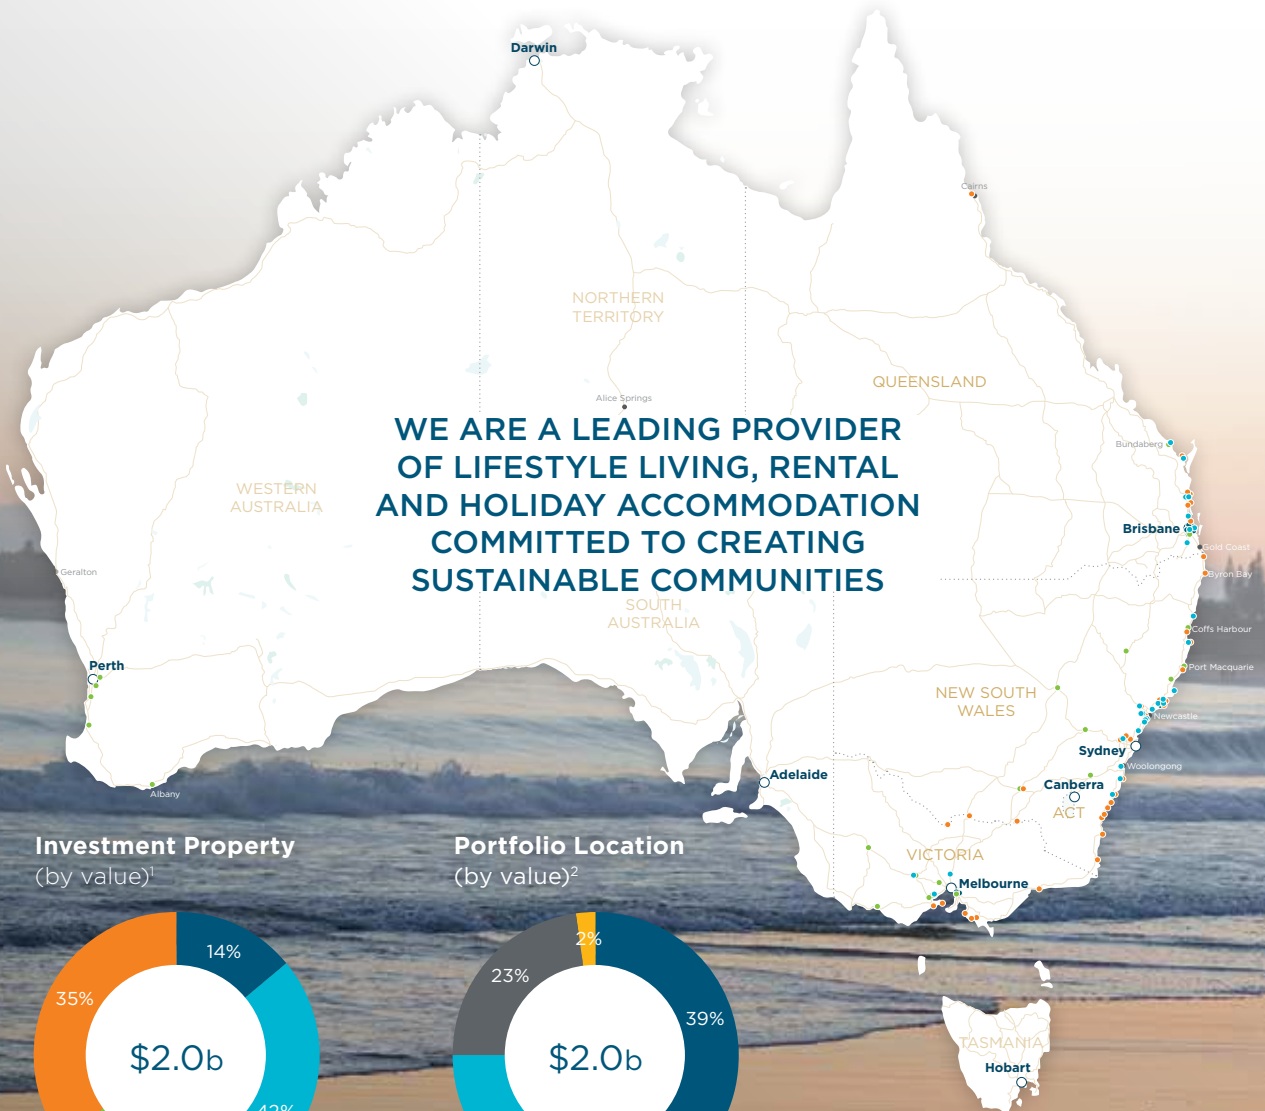 Darwin
Cairns
NORTHERN
TERRITORY
QUEENSLAND
Alice Springs
WE ARE A LEADING PROVIDER
OF LIFESTYLE LIVING, RENTAL
AND HOLIDAY ACCOMMODATION
COMMITTED TO CREATING
SUSTAINABLE COMMUNITIES
Bundaberg
WESTERN
AUSTRALIA
Brisbane
Gold Coast
Byron Bay
Geralton
SOUTH
AUSTRALIA
Coffs Harbour
Perth
Port Macquarie
NEW SOUTH
WALES
Newcastle
Sydney
Woolongong
Adelaide
Canberra
ACT
Albany
VICTORIA
Melbourne
Investment Property
(by value)1
Portfolio Location
(by value)2
14%
35%
$2.0b
42%
2%
23%
39%
$2.0b
TASMANIA
Hobart